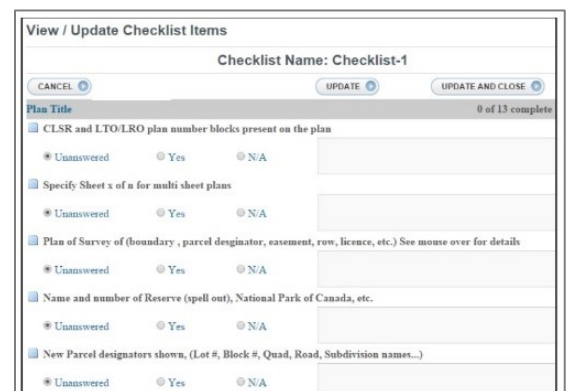 View / Update Checklist Items
Checklist Name: Checklist-1
CANCEL UPDATE UPDATE AND CLOSE
Plan Title 0 of 13 complete
CLSR and LTO/LRO plan number blocks present on the plan
Unanswered Yes N/A
Specify Sheet x of n for multi sheet plans
Unanswered Yes N/A
Plan of Survey of (boundary , parcel desginator, easement, row, licence, etc.) See mouse over for details
Unanswered Yes N/A
Name and number of Reserve (spell out), National Park of Canada, etc.
Unanswered Yes N/A
New Parcel designators shown, (Lot #, Block #, Quad, Road, Subdivision names...)
Unanswered Yes N/A